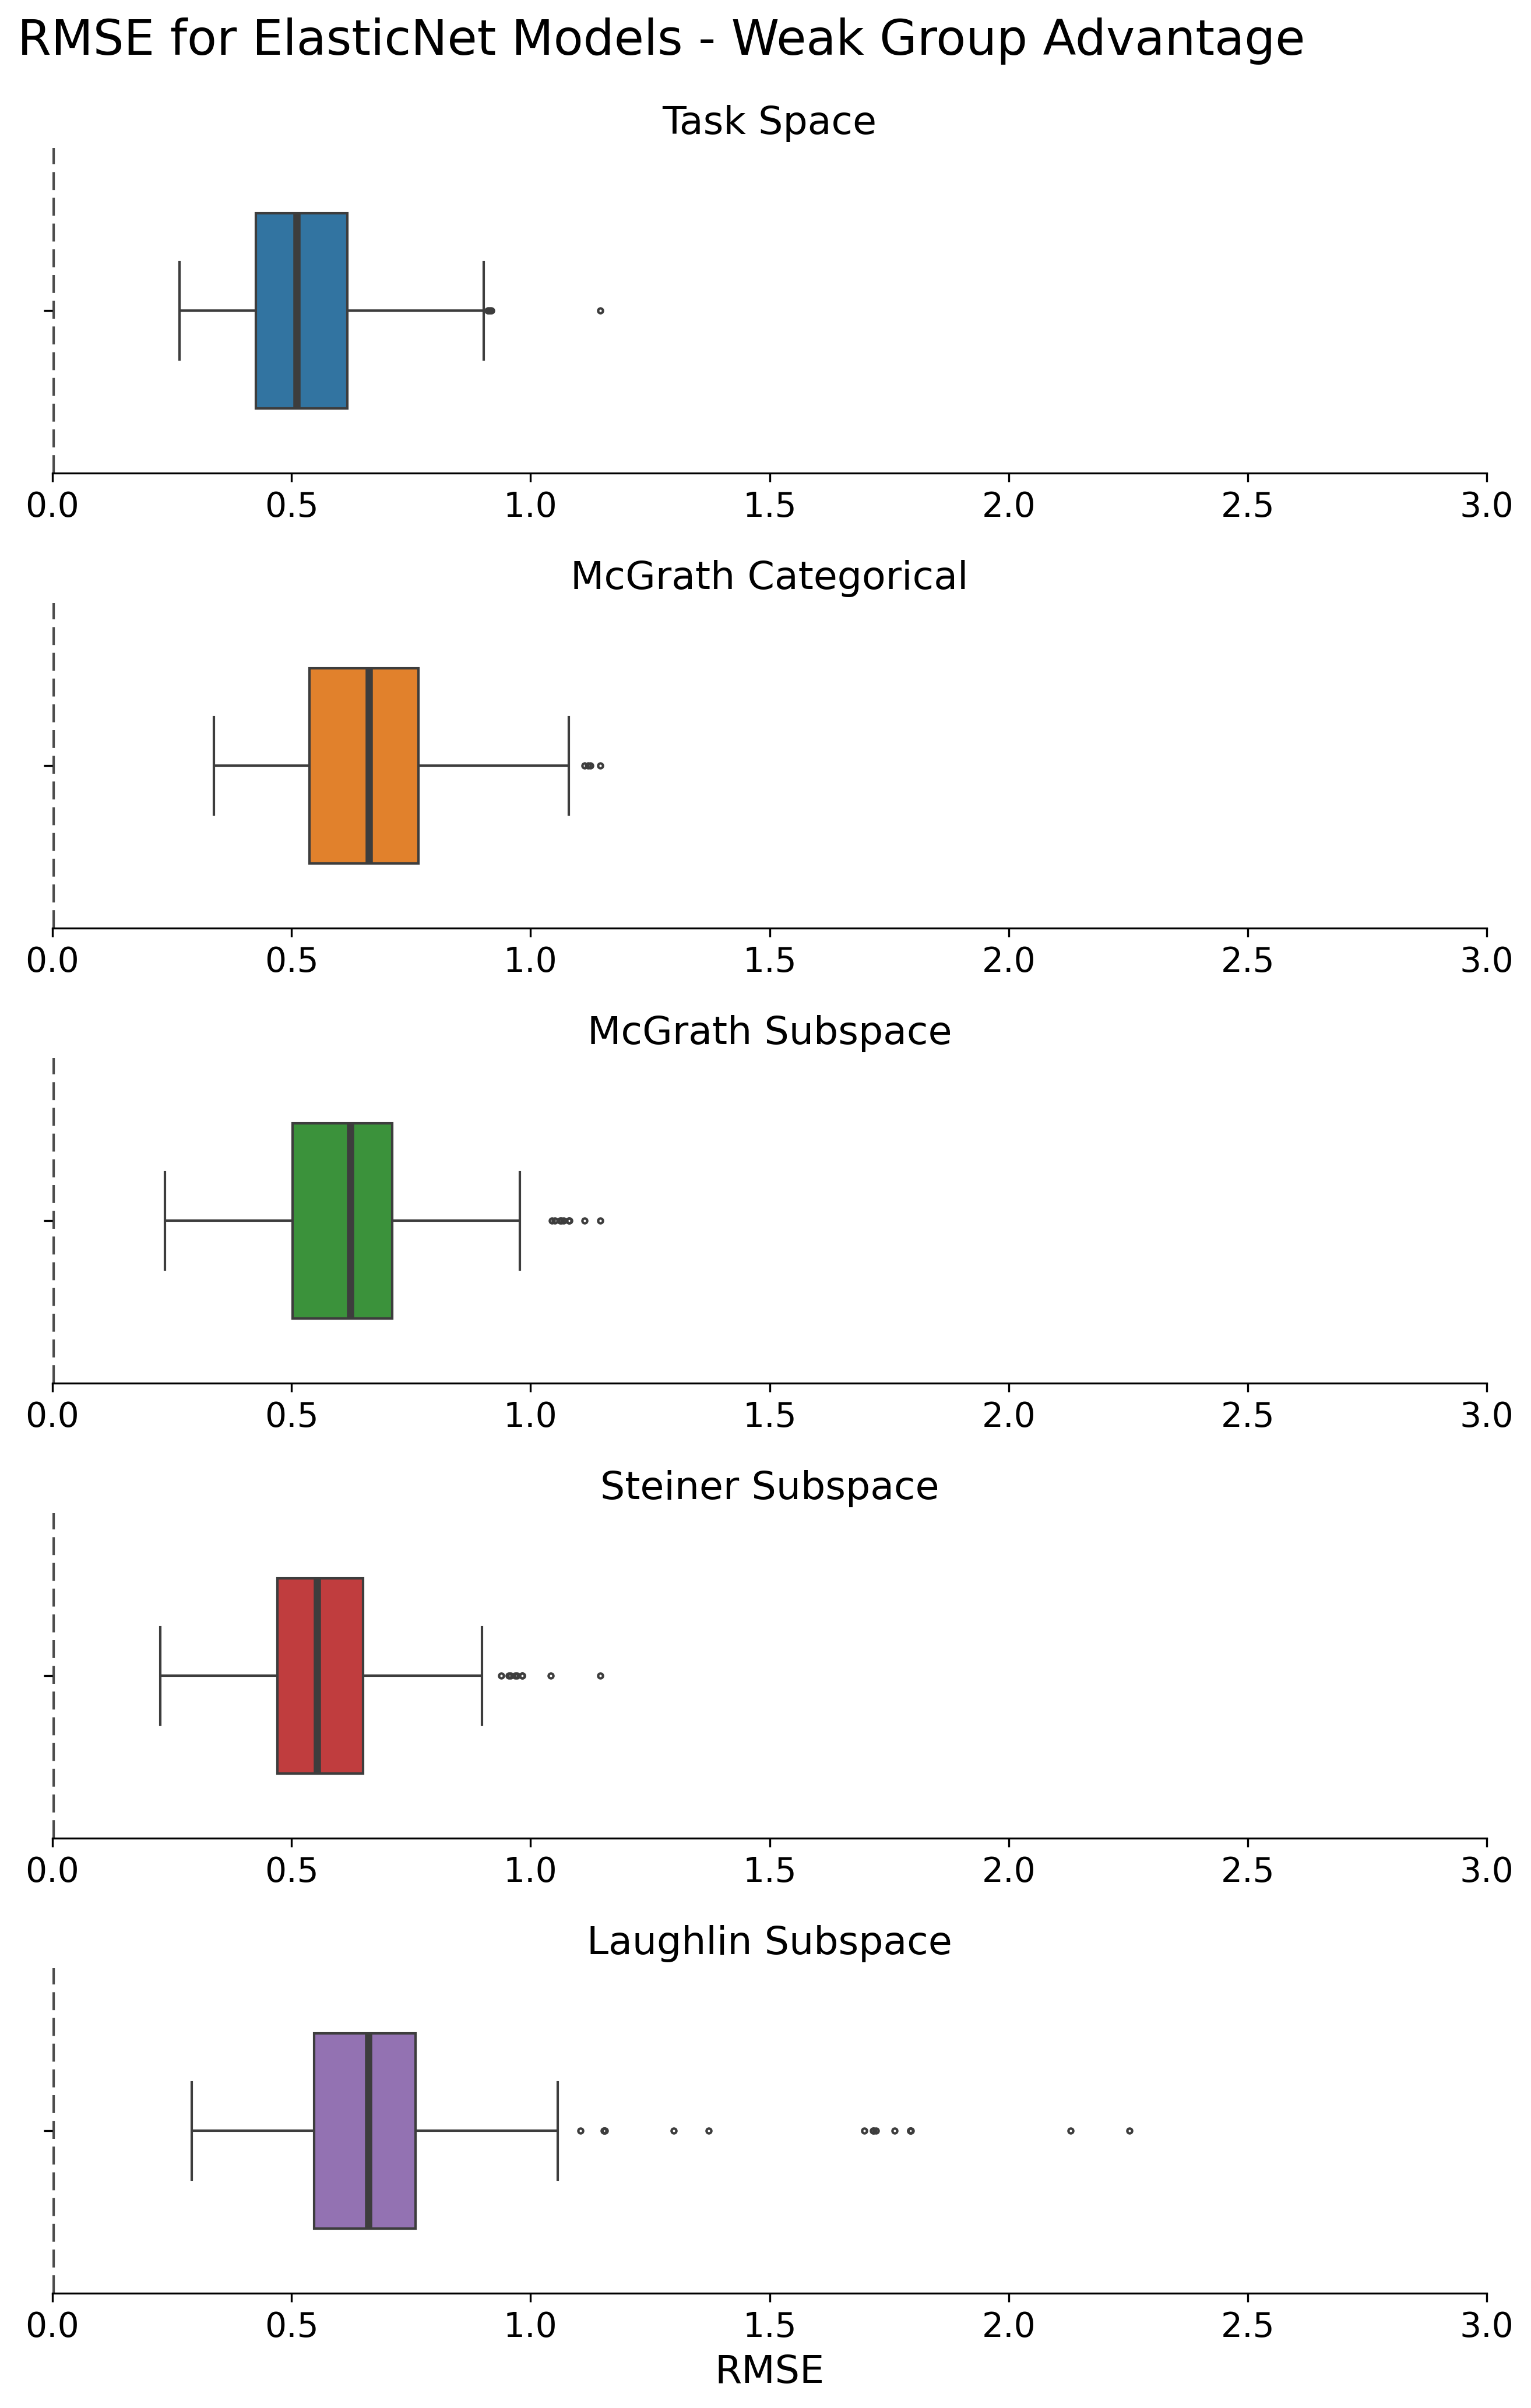 RMSE for ElasticNet Models - Weak Group Advantage
Task Space
0.0 0.5 1.0 1.5 2.0 2.5 3.0
McGrath Categorical
0.0 0.5 1.0 1.5 2.0 2.5 3.0
McGrath Subspace
0.0 0.5 1.0 1.5 2.0 2.5 3.0
Steiner Subspace
0.0 0.5 1.0 1.5 2.0 2.5 3.0
Laughlin Subspace
0.0 0.5 1.0 1.5 2.0 2.5 3.0
RMSE